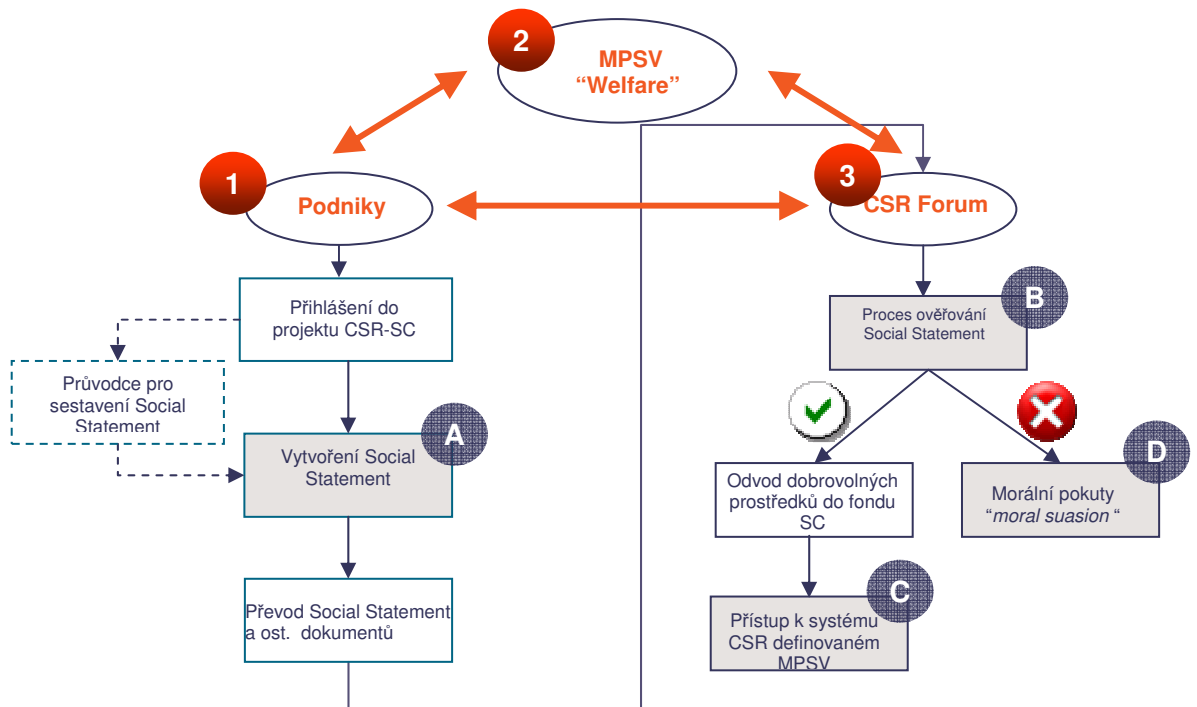 2
MPSV
“Welfare”
1
Podniky
3
CSR Forum
Přihlášení do
projektu CSR-SC
B
Proces ověřování
Social Statement
Průvodce pro
sestavení Social
Statement
A
Vytvoření Social
Statement
D
Odvod dobrovolných
prostředků do fondu
SC
Morální pokuty
“moral suasion “
C
Převod Social Statement
a ost. dokumentů
Přístup k systému
CSR definovaném
MPSV